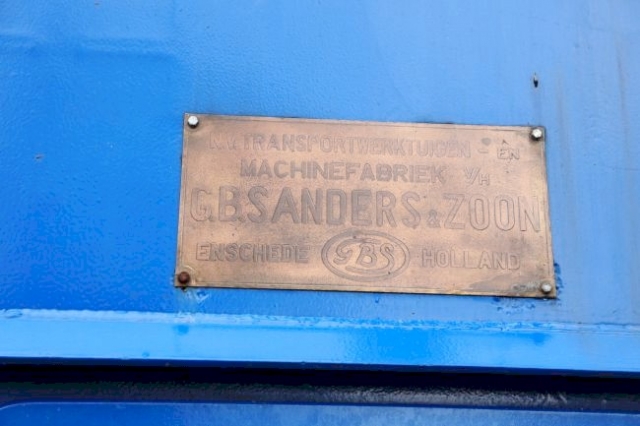 N.V. TRANSPORTWERKTUIGEN - EN
MACHINEFABRIEK V/H
G.B. SANDERS & ZOON
ENSCHEDE GBS HOLLAND